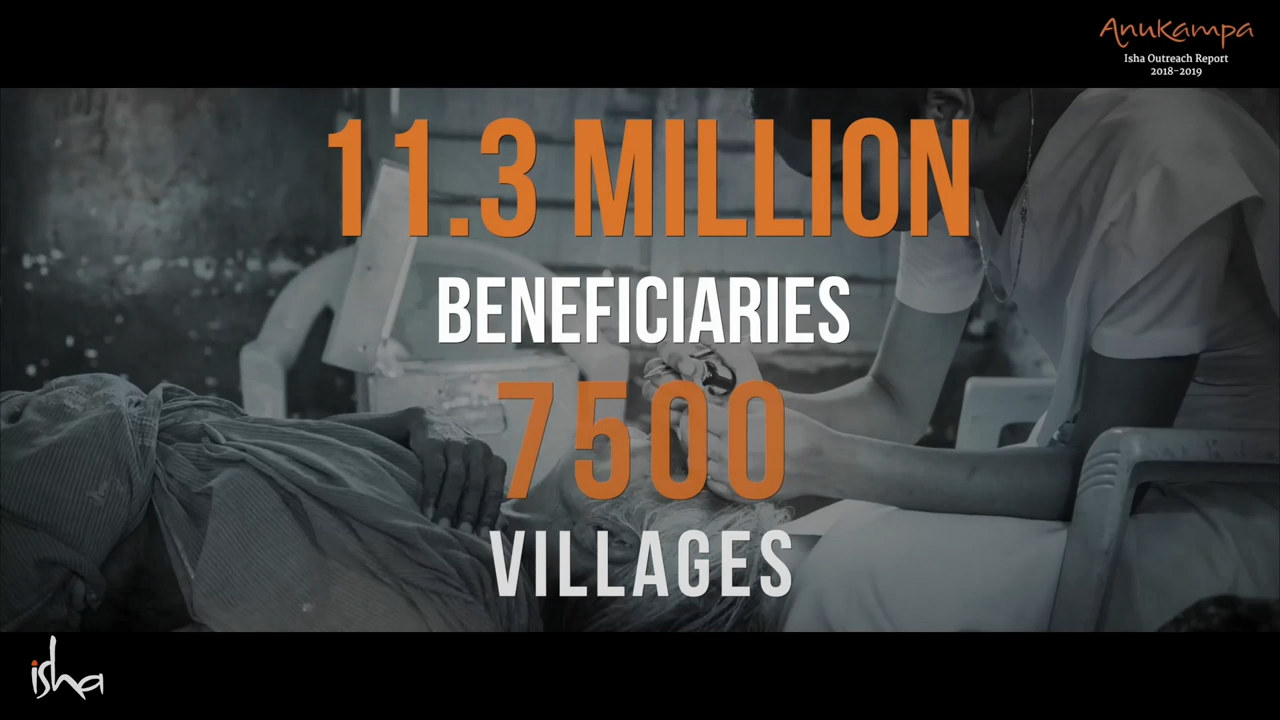 Anukampa
Isha Outreach Report
2018-2019
11.3 MILLION
BENEFICIARIES
7500
VILLAGES
isha